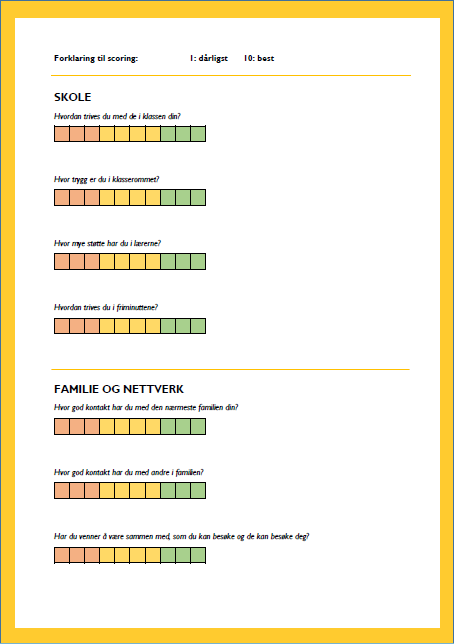 Forklaring til scoring: 1: dårligst 10: best
SKOLE
Hvordan trives du med de i klassen din?
Hvor trygg er du i klasserommet?
Hvor mye støtte har du i lærerne?
Hvordan trives du i friminuttene?
FAMILIE OG NETTVERK
Hvor god kontakt har du med den nærmeste familien din?
Hvor god kontakt har du med andre i familien?
Har du venner å være sammen med, som du kan besøke og de kan besøke deg?